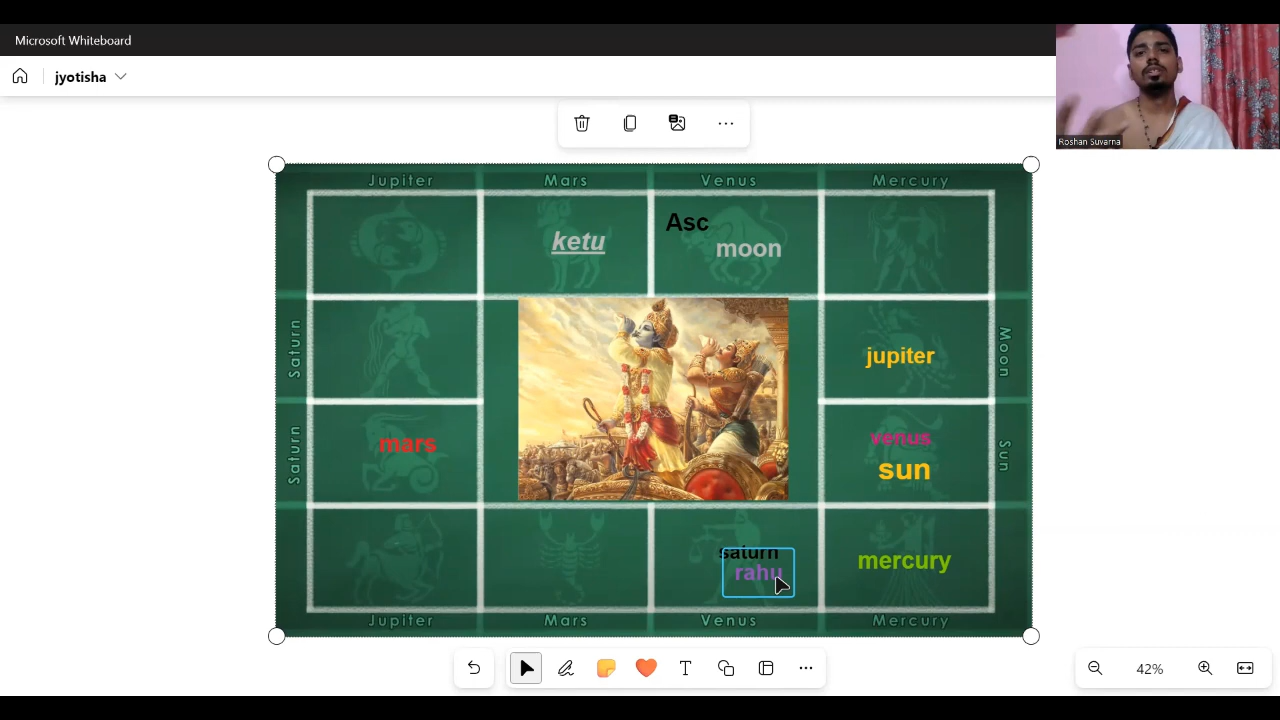 Microsoft Whiteboard
jyotisha
Roshan Suvarna
Jupiter Mars Venus Mercury
ketu
Asc
moon
Saturn
jupiter
Moon
Saturn
mars
venus
sun
Sun
saturn
rahu
mercury
Jupiter Mars Venus Mercury
42%